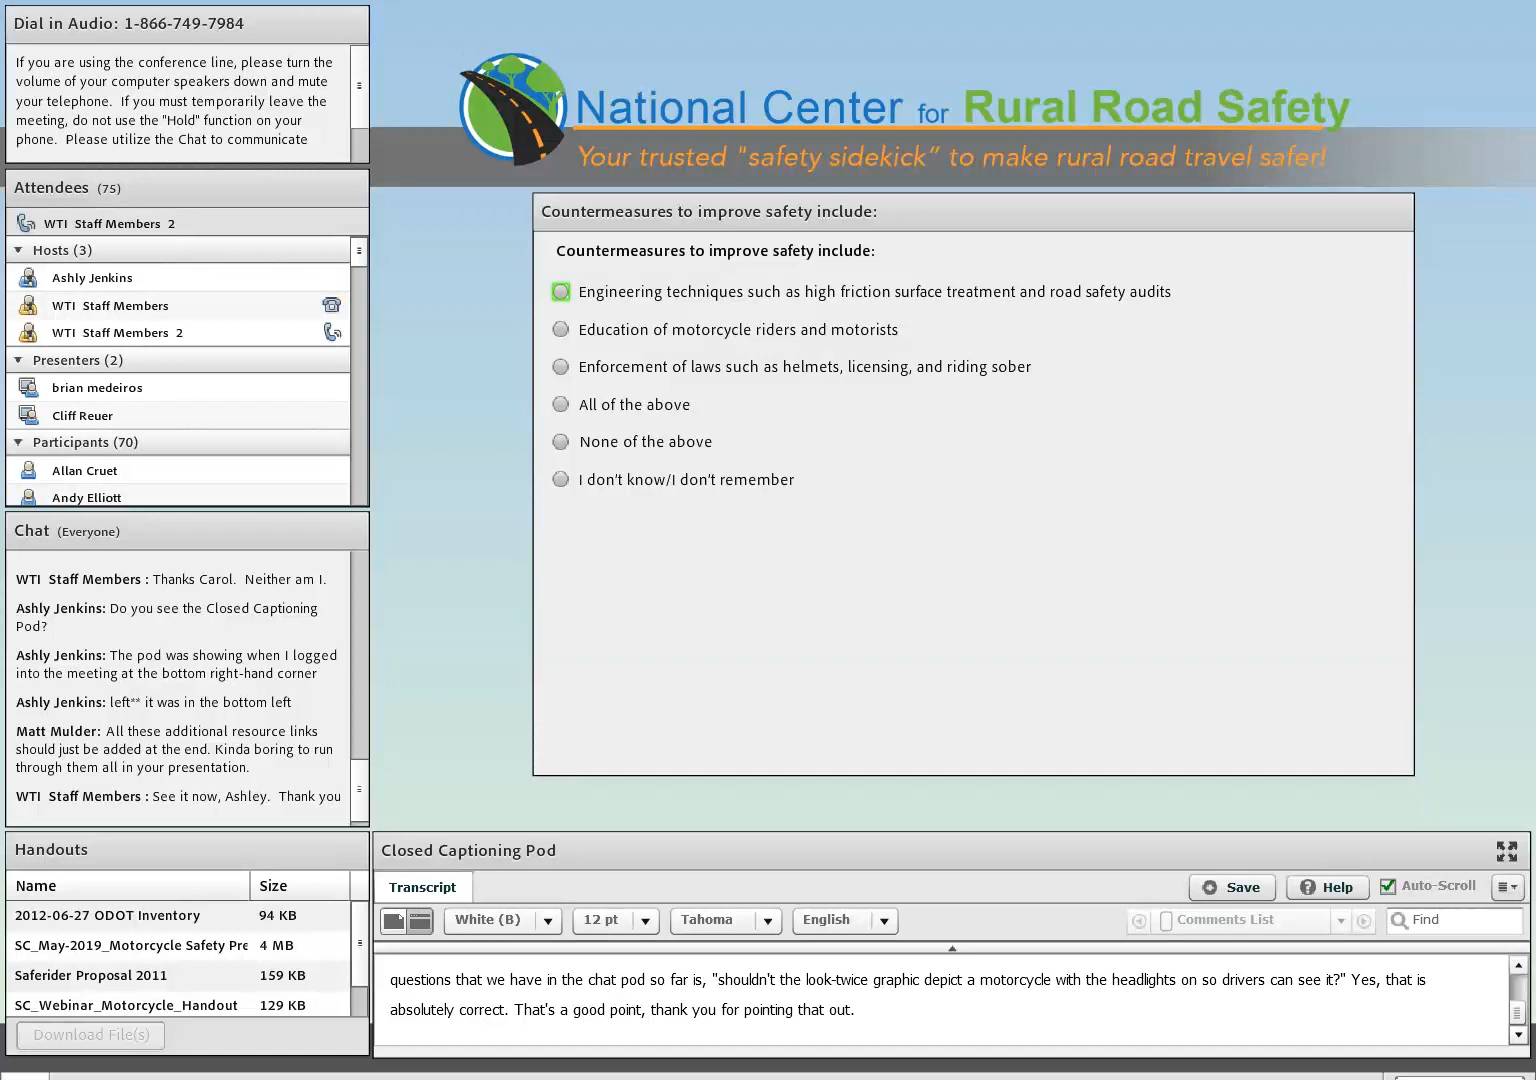 Dial in Audio: 1-866-749-7984
If you are using the conference line, please turn the
volume of your computer speakers down and mute
your telephone.  If you must temporarily leave the
meeting, do not use the "Hold" function on your
phone.  Please utilize the Chat to communicate
Attendees (75)
WTI  Staff Members  2
Hosts (3)
Ashly Jenkins
WTI  Staff Members
WTI  Staff Members  2
Presenters (2)
brian medeiros
Cliff Reuer
Participants (70)
Allan Cruet
Andy Elliott
Chat (Everyone)
WTI  Staff Members : Thanks Carol.  Neither am I.
Ashly Jenkins: Do you see the Closed Captioning
Pod?
Ashly Jenkins: The pod was showing when I logged
into the meeting at the bottom right-hand corner
Ashly Jenkins: left** it was in the bottom left
Matt Mulder: All these additional resource links
should just be added at the end. Kinda boring to run
through them all in your presentation.
WTI  Staff Members : See it now, Ashley.  Thank you
Handouts
Name Size
2012-06-27 ODOT Inventory 94 KB
SC_May-2019_Motorcycle Safety Pre 4 MB
Saferider Proposal 2011 159 KB
SC_Webinar_Motorcycle_Handout 129 KB
Download File(s)
National Center for Rural Road Safety
Your trusted "safety sidekick” to make rural road travel safer!
Countermeasures to improve safety include:
Countermeasures to improve safety include:
Engineering techniques such as high friction surface treatment and road safety audits
Education of motorcycle riders and motorists
Enforcement of laws such as helmets, licensing, and riding sober
All of the above
None of the above
I don't know/I don't remember
Closed Captioning Pod
Transcript Save Help Auto-Scroll
White (B) 12 pt Tahoma English Comments List Find
questions that we have in the chat pod so far is, "shouldn't the look-twice graphic depict a motorcycle with the headlights on so drivers can see it?" Yes, that is
absolutely correct. That's a good point, thank you for pointing that out.